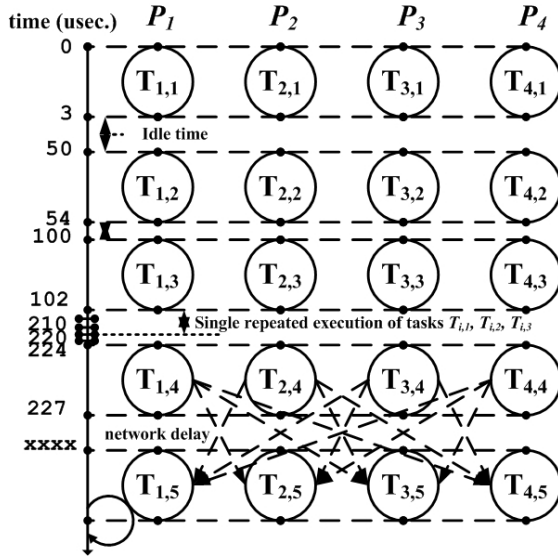 time (usec.) P1 P2 P3 P4
0
T1,1 T2,1 T3,1 T4,1
3
Idle time
50
T1,2 T2,2 T3,2 T4,2
54
100
T1,3 T2,3 T3,3 T4,3
102
210
Single repeated execution of tasks Ti,1, Ti,2, Ti,3
220
224
T1,4 T2,4 T3,4 T4,4
227
network delay
xxxx
T1,5 T2,5 T3,5 T4,5